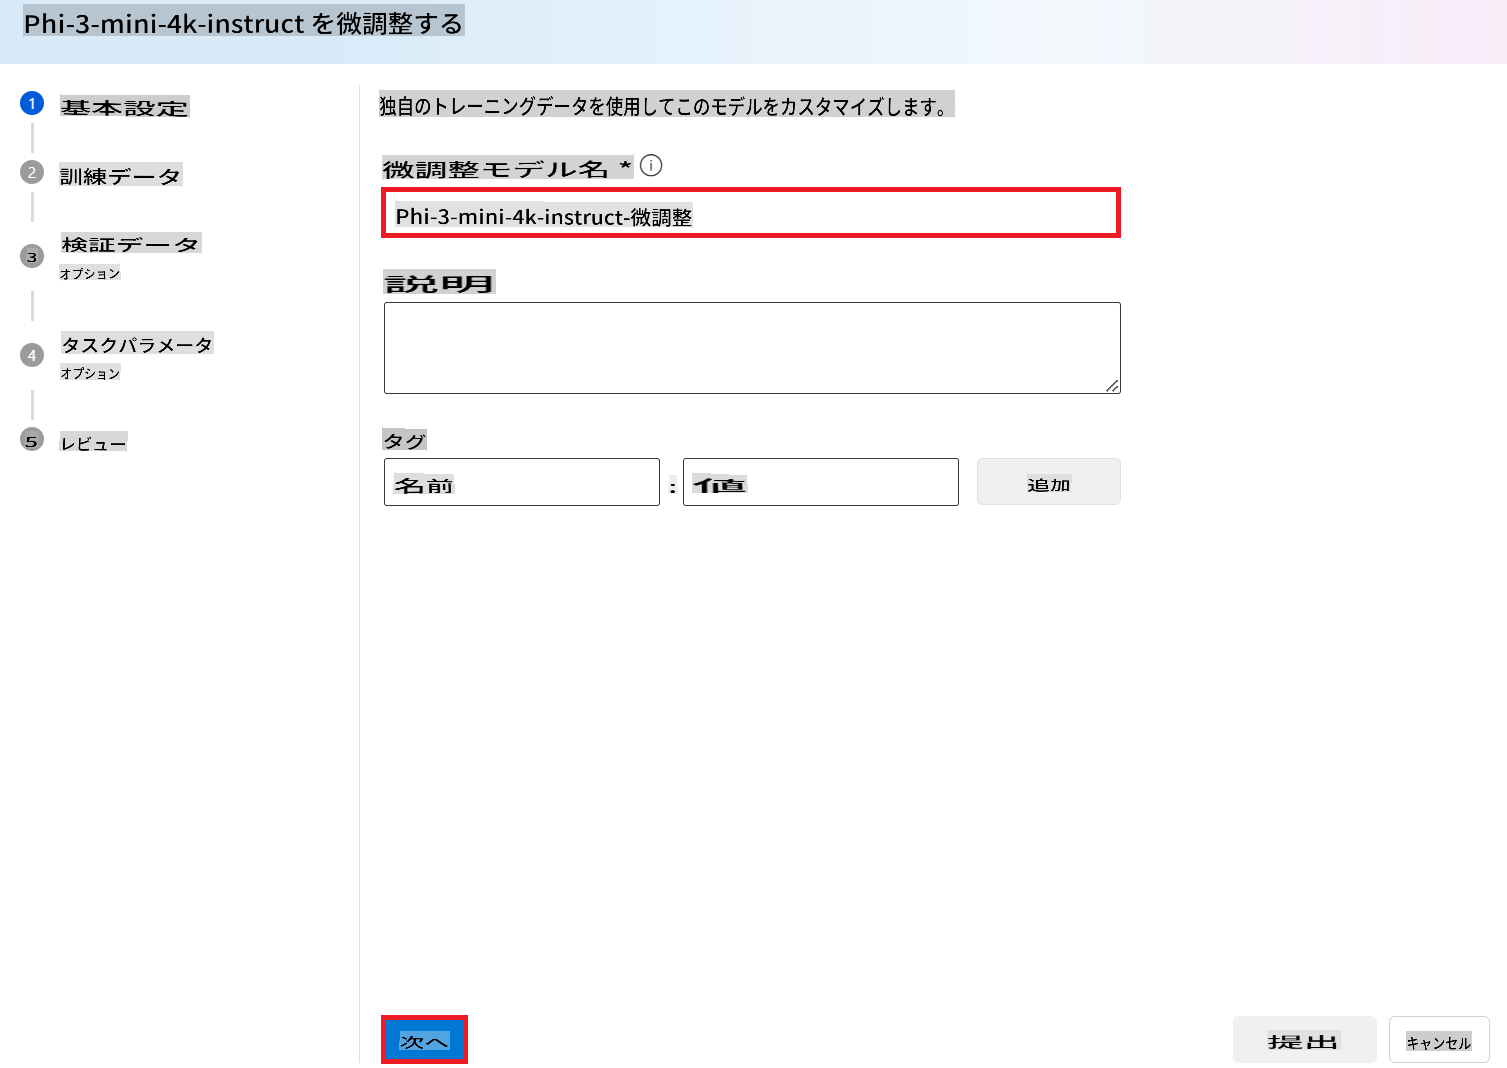 Phi-3-mini-4k-instruct を微調整する
1 基本設定
2 訓練データ
3 検証データ
オプション
4 タスクパラメータ
オプション
5 レビュー
独自のトレーニングデータを使用してこのモデルをカスタマイズします。
微調整モデル名 *
Phi-3-mini-4k-instruct-微調整
説明
タグ
名前 : 値 追加
次へ 提出 キャンセル